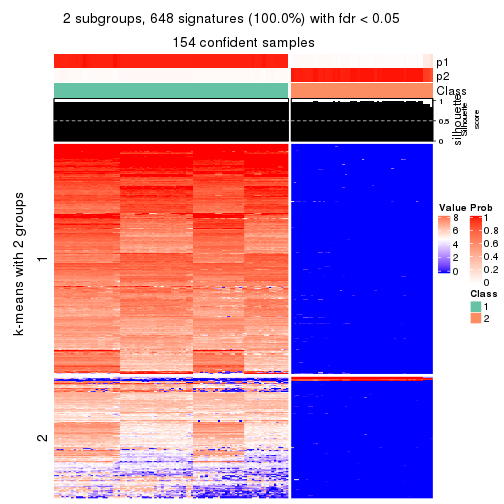 2 subgroups, 648 signatures (100.0%) with fdr < 0.05
154 confident samples
p1
p2
Class
silhouette
Silhouette
score
1
0.5
0
k-means with 2 groups
1
2
Value
8
6
4
2
0
Prob
1
0.8
0.6
0.4
0.2
0
Class
1
2